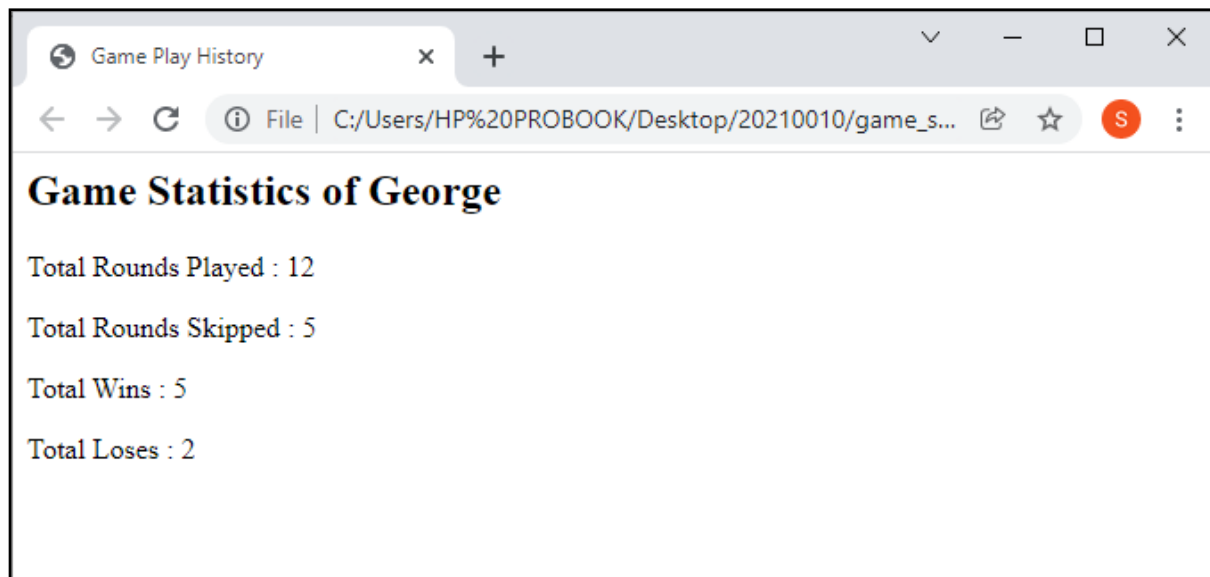 Game Play History
File C:/Users/HP%20PROBOOK/Desktop/20210010/game_s...
S
Game Statistics of George
Total Rounds Played : 12
Total Rounds Skipped : 5
Total Wins : 5
Total Loses : 2